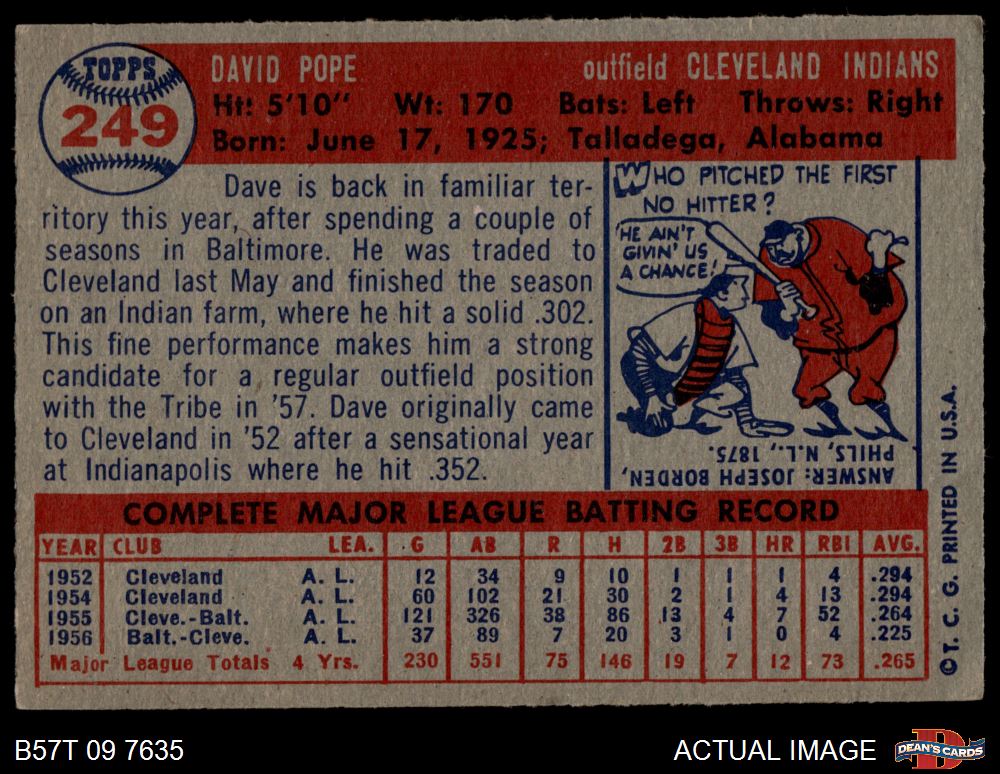 TOPPS
249
DAVID POPE outfield CLEVELAND INDIANS
Ht: 5'10" Wt: 170 Bats: Left Throws: Right
Born: June 17, 1925; Talladega, Alabama
Dave is back in familiar ter-
ritory this year, after spending a couple of
seasons in Baltimore. He was traded to
Cleveland last May and finished the season
on an Indian farm, where he hit a solid .302.
This fine performance makes him a strong
candidate for a regular outfield position
with the Tribe in '57. Dave originally came
to Cleveland in '52 after a sensational year
at Indianapolis where he hit .352.
WHO PITCHED THE FIRST
NO HITTER?
'HE AIN'T
GIVIN' US
A CHANCE!
ANSWER: JOSEPH BORDEN,
PHILS, N.L., 1875.
COMPLETE MAJOR LEAGUE BATTING RECORD
YEAR CLUB LEA. G AB R H 2B 3B HR RBI AVG.
1952 Cleveland A. L. 12 34 9 10 1 1 1 4 .294
1954 Cleveland A. L. 60 102 21 30 2 1 4 13 .294
1955 Cleve.-Balt. A. L. 121 326 38 86 13 4 7 52 .264
1956 Balt.-Cleve. A. L. 37 89 7 20 3 1 0 4 .225
Major League Totals 4 Yrs. 230 551 75 146 19 7 12 73 .265
©T. C. G. PRINTED IN U.S.A.
B57T 09 7635
ACTUAL IMAGE
D
DEAN'S CARDS